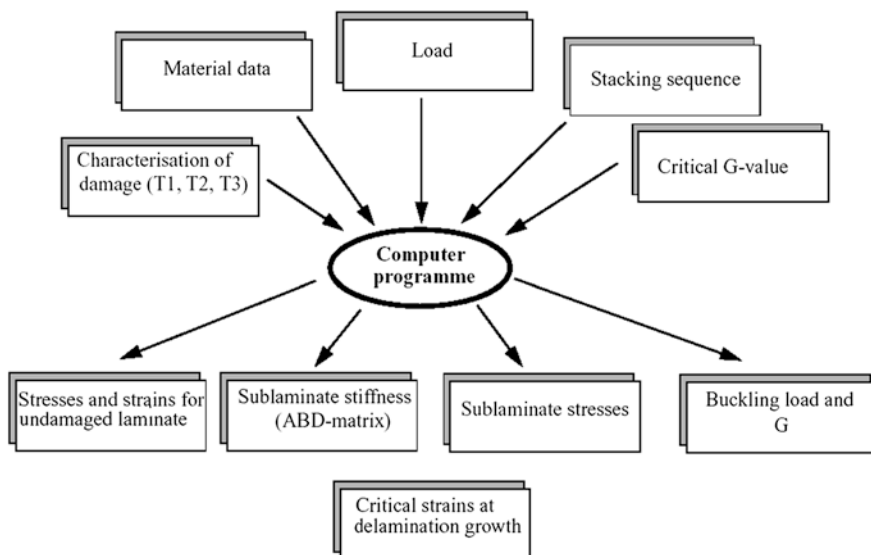 Load
Material data
Stacking sequence
Characterisation of
damage (T1, T2, T3)
Critical G-value
Computer
programme
Stresses and strains for
undamaged laminate
Sublaminate stiffness
(ABD-matrix)
Sublaminate stresses
Buckling load and
G
Critical strains at
delamination growth